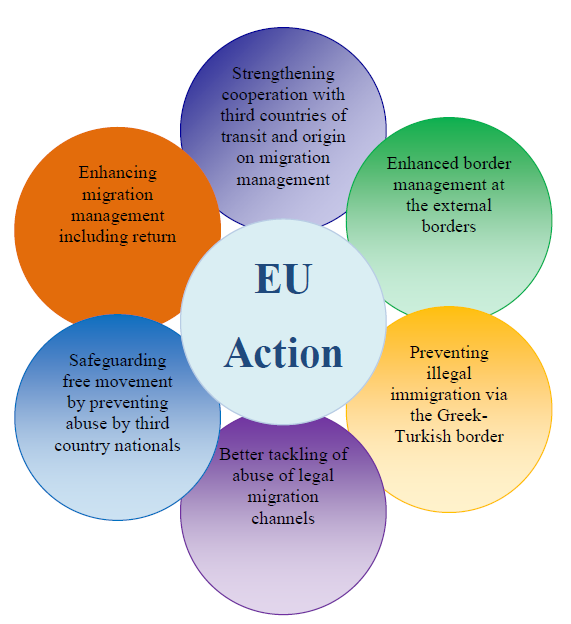 Strengthening
cooperation with
third countries of
transit and origin
on migration
management
Enhanced border
management at
the external
borders
Preventing
illegal
immigration via
the Greek-
Turkish border
Better tackling of
abuse of legal
migration
channels
Safeguarding
free movement
by preventing
abuse by third
country nationals
Enhancing
migration
management
including return
EU
Action